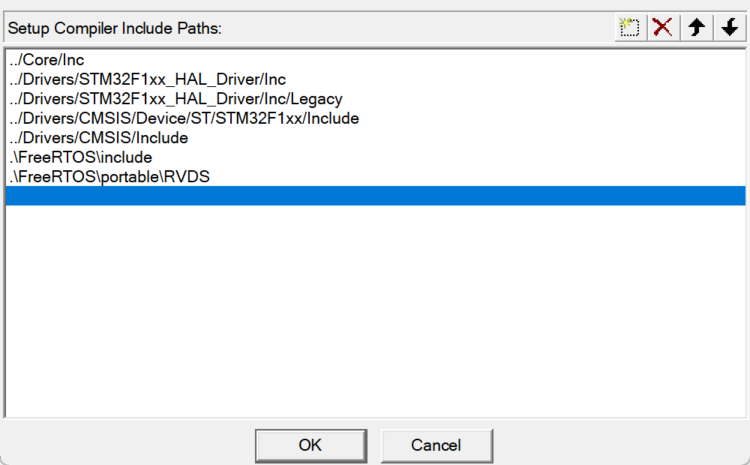 Setup Compiler Include Paths:
../Core/Inc
../Drivers/STM32F1xx_HAL_Driver/Inc
../Drivers/STM32F1xx_HAL_Driver/Inc/Legacy
../Drivers/CMSIS/Device/ST/STM32F1xx/Include
../Drivers/CMSIS/Include
.\FreeRTOS\include
.\FreeRTOS\portable\RVDS
OK
Cancel